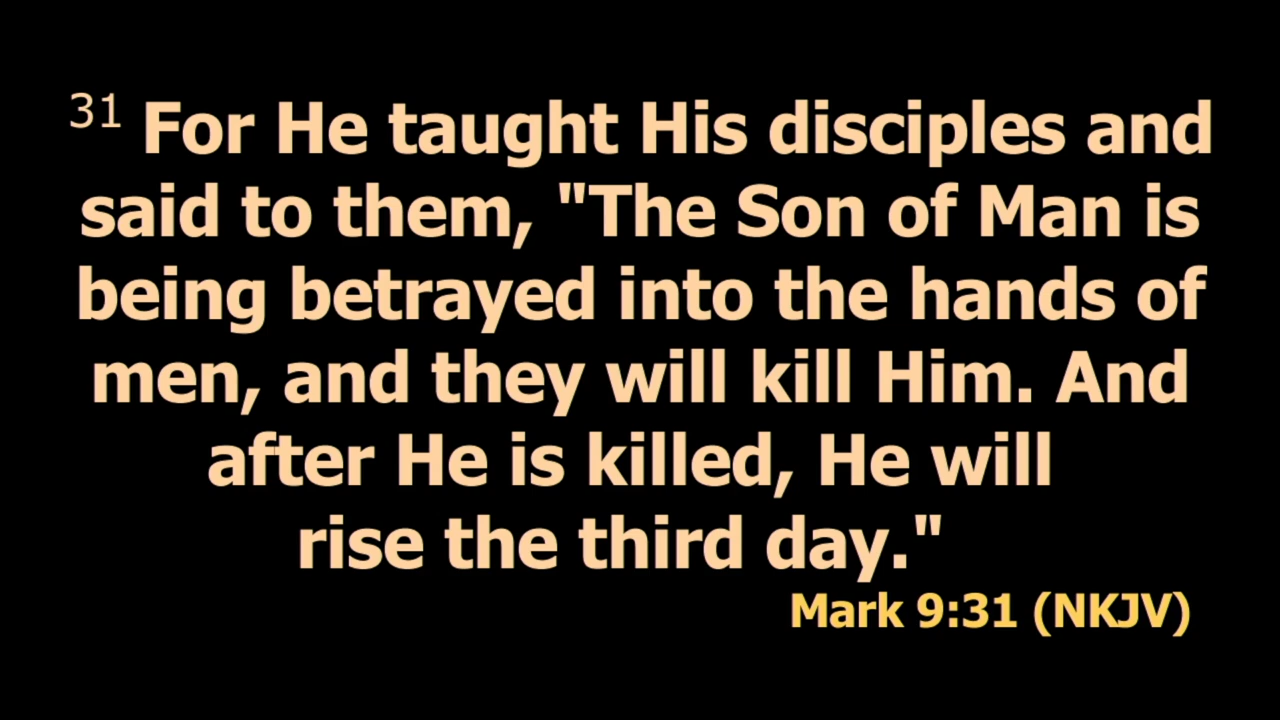 31 For He taught His disciples and
said to them, "The Son of Man is
being betrayed into the hands of
men, and they will kill Him. And
after He is killed, He will
rise the third day."
Mark 9:31 (NKJV)